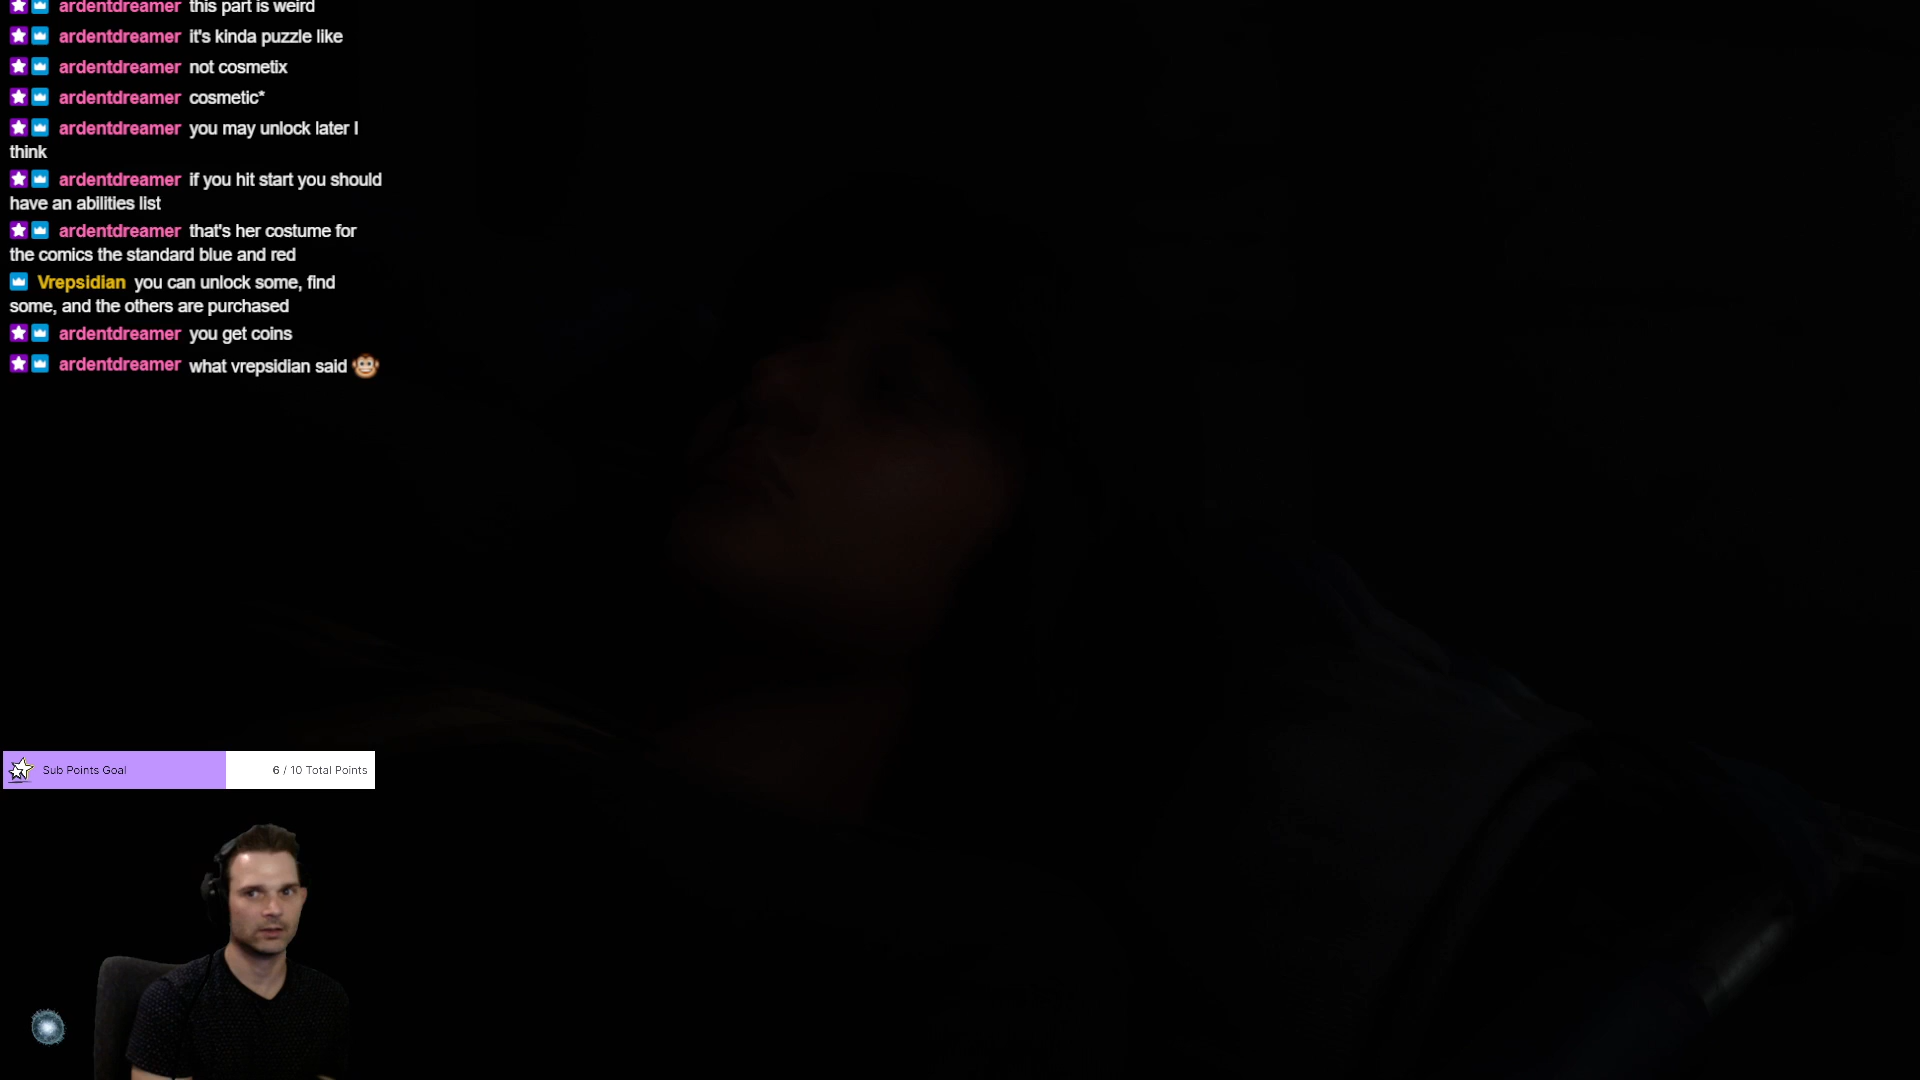 ardentdreamer this part is weird
ardentdreamer it's kinda puzzle like
ardentdreamer not cosmetix
ardentdreamer cosmetic*
ardentdreamer you may unlock later I
think
ardentdreamer if you hit start you should
have an abilities list
ardentdreamer that's her costume for
the comics the standard blue and red
Vrepsidian you can unlock some, find
some, and the others are purchased
ardentdreamer you get coins
ardentdreamer what vrepsidian said
Sub Points Goal 6 / 10 Total Points